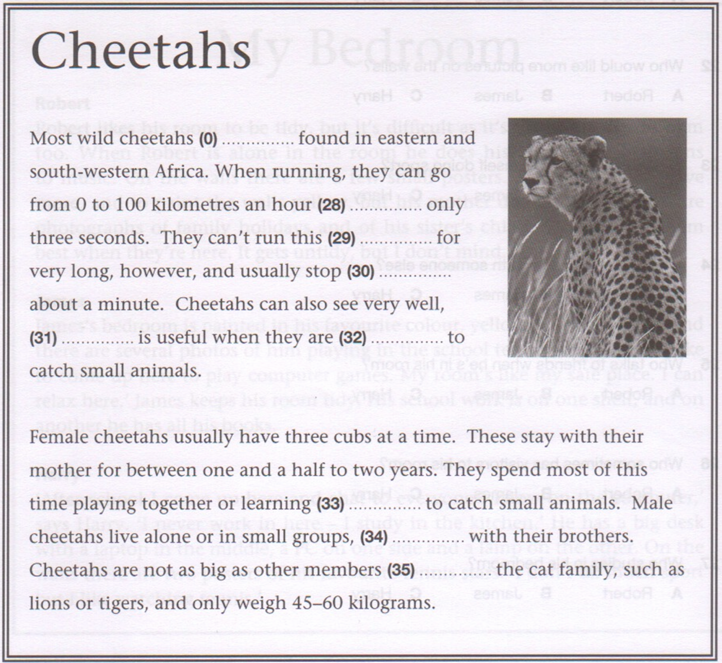 Cheetahs
Most wild cheetahs (0) ............... found in eastern and
south-western Africa. When running, they can go
from 0 to 100 kilometres an hour (28) ............... only
three seconds. They can't run this (29) ............... for
very long, however, and usually stop (30) ...............
about a minute. Cheetahs can also see very well,
(31) ............... is useful when they are (32) ............... to
catch small animals.
Female cheetahs usually have three cubs at a time. These stay with their
mother for between one and a half to two years. They spend most of this
time playing together or learning (33) ............... to catch small animals. Male
cheetahs live alone or in small groups, (34) ............... with their brothers.
Cheetahs are not as big as other members (35) ............... the cat family, such as
lions or tigers, and only weigh 45–60 kilograms.